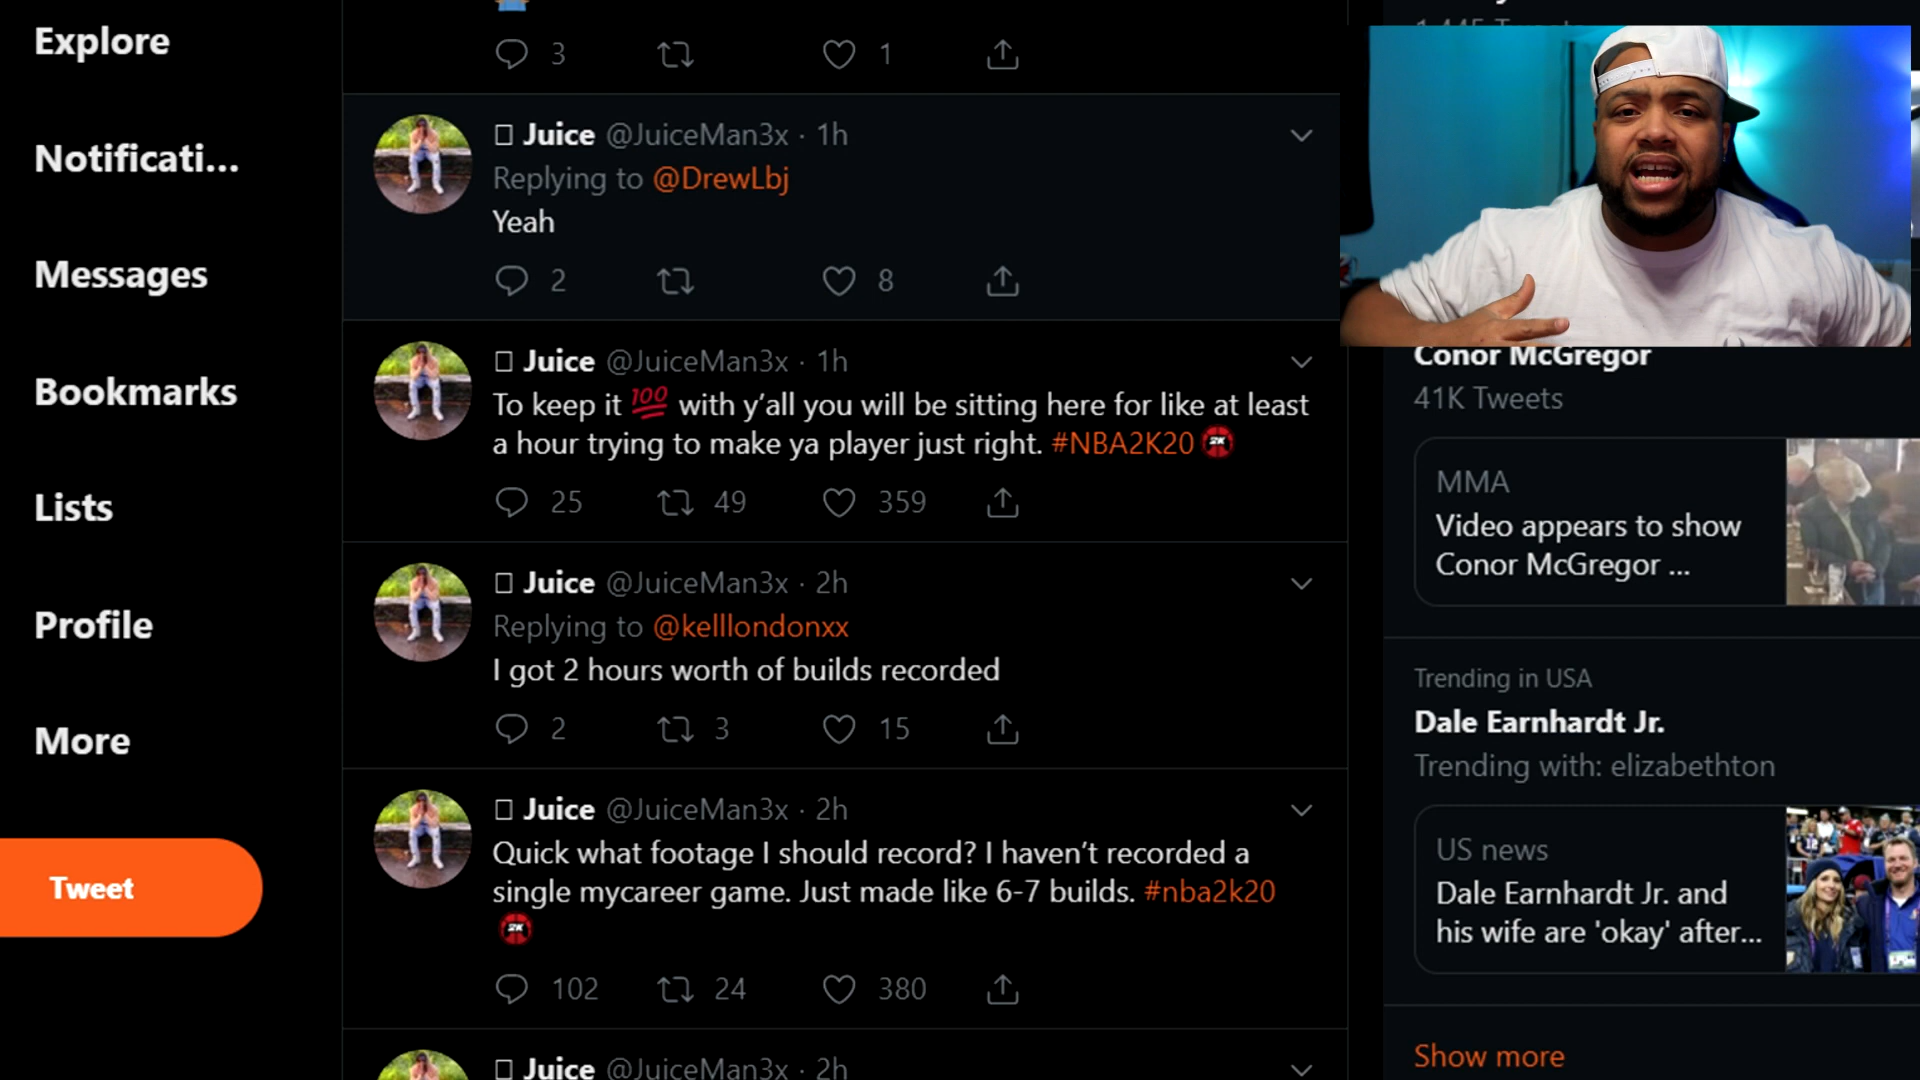 Explore
Notificati...
Messages
Bookmarks
Lists
Profile
More
Tweet
3 1
Juice @JuiceMan3x · 1h
Replying to @DrewLbj
Yeah
2 8
Juice @JuiceMan3x · 1h
To keep it 💯 with y’all you will be sitting here for like at least
a hour trying to make ya player just right. #NBA2K20 2K
25 49 359
Juice @JuiceMan3x · 2h
Replying to @kelllondonxx
I got 2 hours worth of builds recorded
2 3 15
Juice @JuiceMan3x · 2h
Quick what footage I should record? I haven’t recorded a
single mycareer game. Just made like 6-7 builds. #nba2k20
2K
102 24 380
Juice @JuiceMan3x · 2h
Conor McGregor
41K Tweets
MMA
Video appears to show
Conor McGregor ...
Trending in USA
Dale Earnhardt Jr.
Trending with: elizabethton
US news
Dale Earnhardt Jr. and
his wife are 'okay' after...
Show more